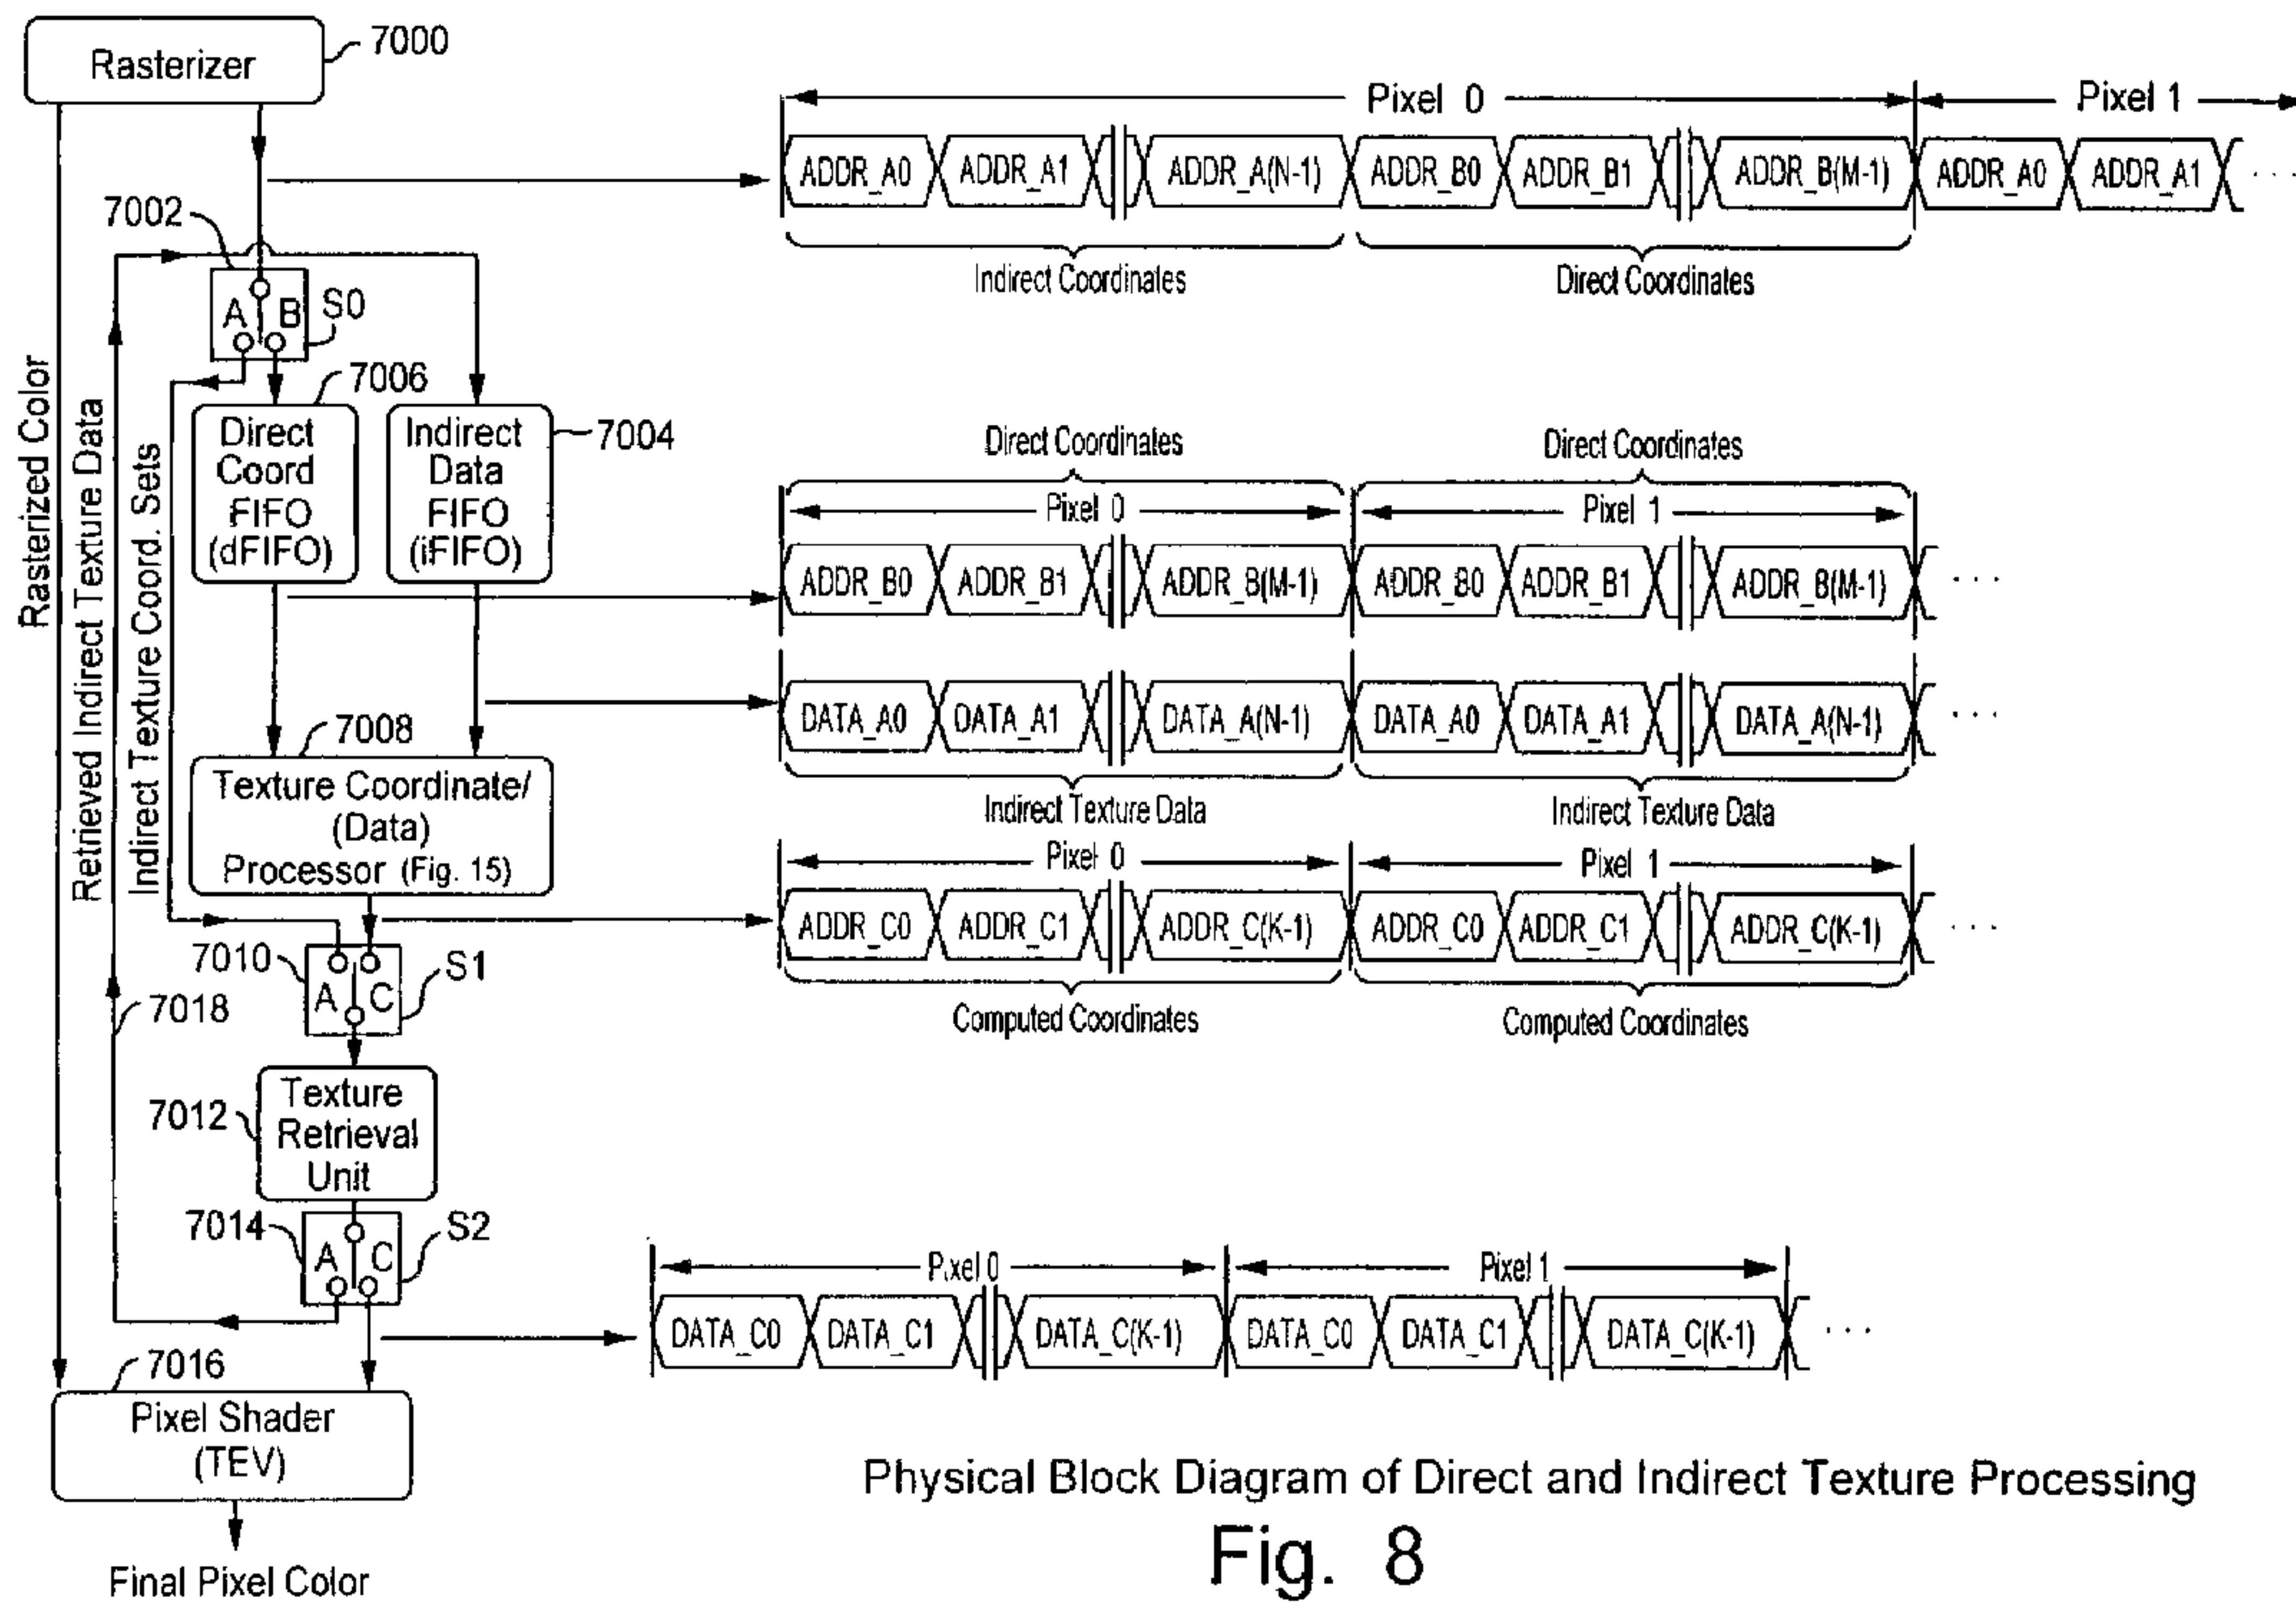 Rasterizer
7000
Pixel 0
Pixel 1
ADDR_A0 ADDR_A1 ADDR_A(N-1) ADDR_B0 ADDR_B1 ADDR_B(M-1) ADDR_A0 ADDR_A1 ...
Indirect Coordinates
Direct Coordinates
7002
A B
S0
Rasterized Color
Retrieved Indirect Texture Data
Indirect Texture Coord. Sets
7006
Direct
Coord
FIFO
(dFIFO)
Indirect
Data
FIFO
(iFIFO)
7004
Direct Coordinates
Direct Coordinates
Pixel 0
Pixel 1
ADDR_B0 ADDR_B1 ADDR_B(M-1) ADDR_B0 ADDR_B1 ADDR_B(M-1) ...
DATA_A0 DATA_A1 DATA_A(N-1) DATA_A0 DATA_A1 DATA_A(N-1) ...
Indirect Texture Data
Indirect Texture Data
7008
Texture Coordinate/
(Data)
Processor (Fig. 15)
Pixel 0
Pixel 1
ADDR_C0 ADDR_C1 ADDR_C(K-1) ADDR_C0 ADDR_C1 ADDR_C(K-1) ...
Computed Coordinates
Computed Coordinates
7010
A C
S1
7018
7012
Texture
Retrieval
Unit
7014
A C
S2
Pixel 0
Pixel 1
DATA_C0 DATA_C1 DATA_C(K-1) DATA_C0 DATA_C1 DATA_C(K-1) ...
7016
Pixel Shader
(TEV)
Final Pixel Color
Physical Block Diagram of Direct and Indirect Texture Processing
Fig. 8